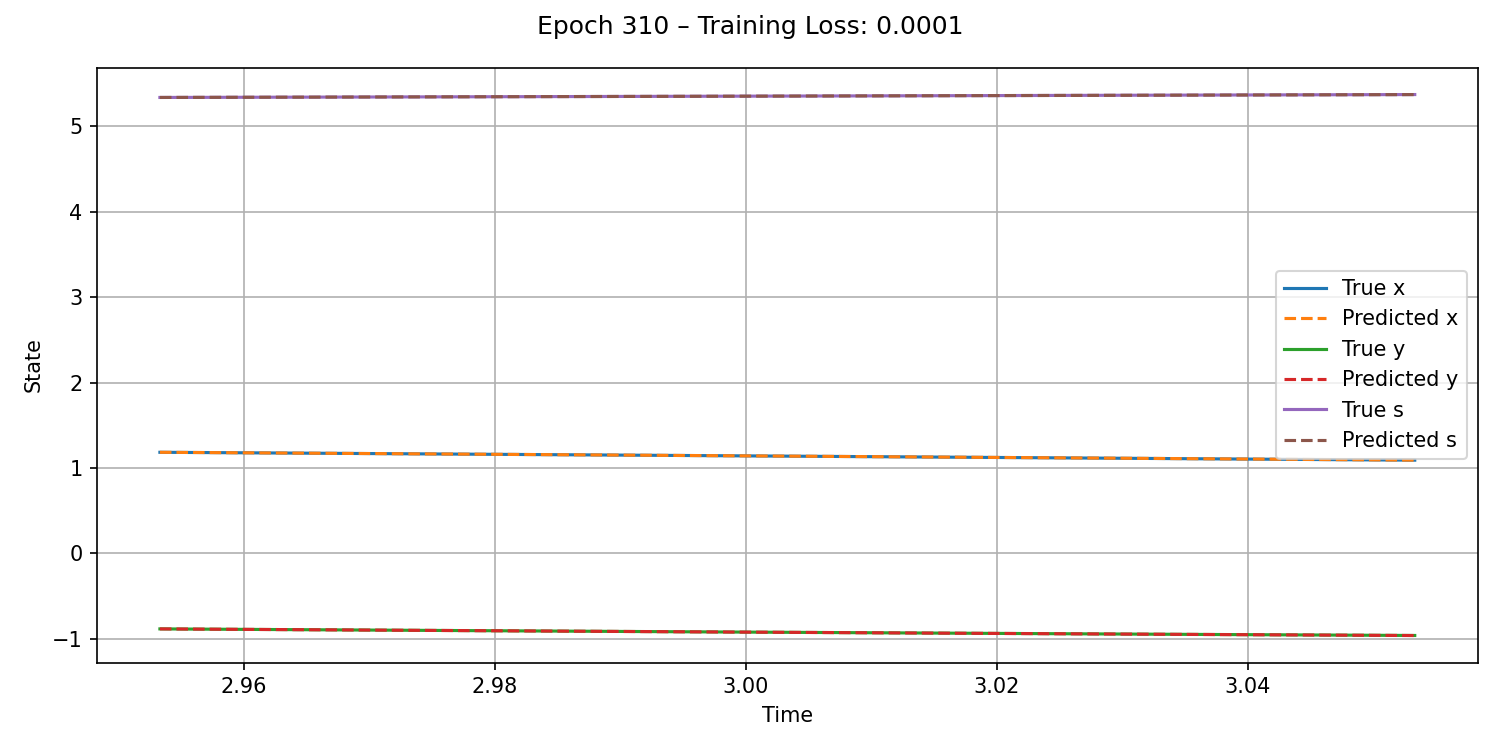 Epoch 310 – Training Loss: 0.0001
5
4
3
2
1
0
−1
State
True x
Predicted x
True y
Predicted y
True s
Predicted s
2.96 2.98 3.00 3.02 3.04
Time